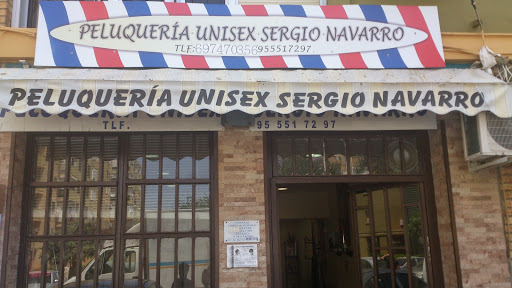 PELUQUERÍA UNISEX SERGIO NAVARRO
TLF: 697470356 955517297
PELUQUERÍA UNISEX SERGIO NAVARRO
TLF. 95 551 72 97